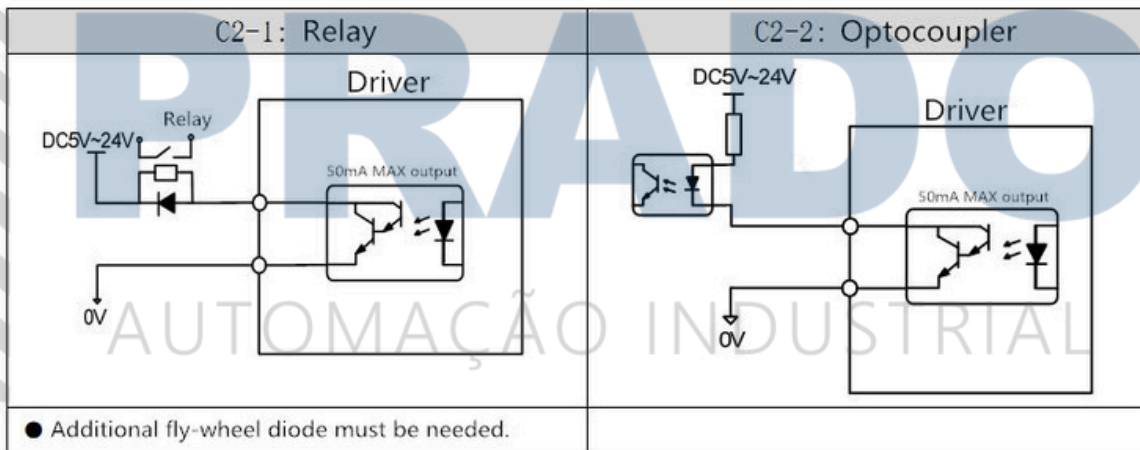 C2-1: Relay
C2-2: Optocoupler
PRADO
AUTOMAÇÃO INDUSTRIAL
Driver
Relay
DC5V~24V
50mA MAX output
0V
DC5V~24V
Driver
50mA MAX output
0V
● Additional fly-wheel diode must be needed.